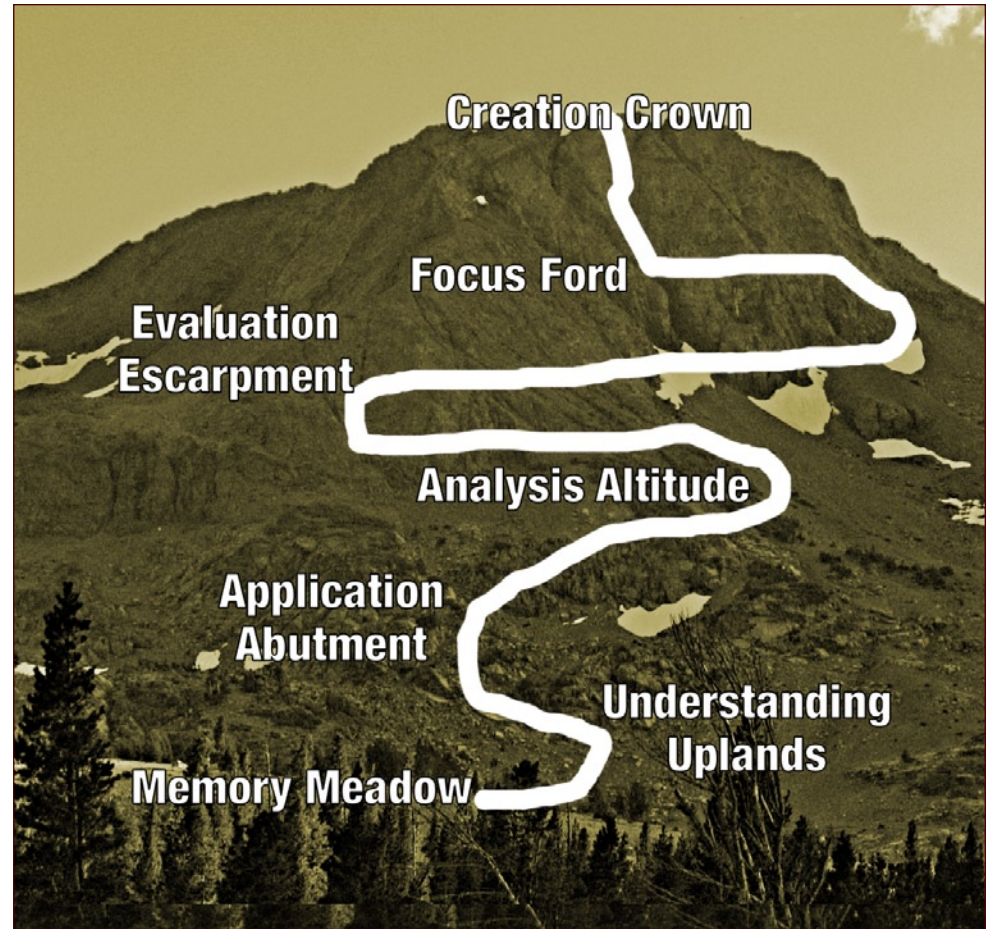 Creation Crown
Focus Ford
Evaluation
Escarpment
Analysis Altitude
Application
Abutment
Understanding
Uplands
Memory Meadow